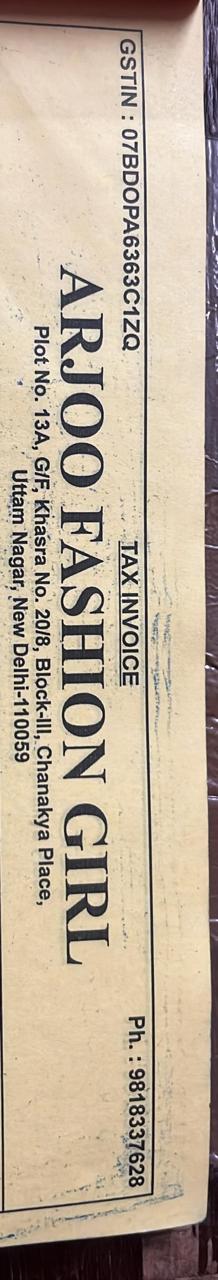 GSTIN : 07BDOPA6363C1ZQ TAX INVOICE Ph. : 9818337628
ARJOO FASHION GIRL
Plot No. 13A, G/F, Khasra No. 20/8, Block-III, Chanakya Place,
Uttam Nagar, New Delhi-110059